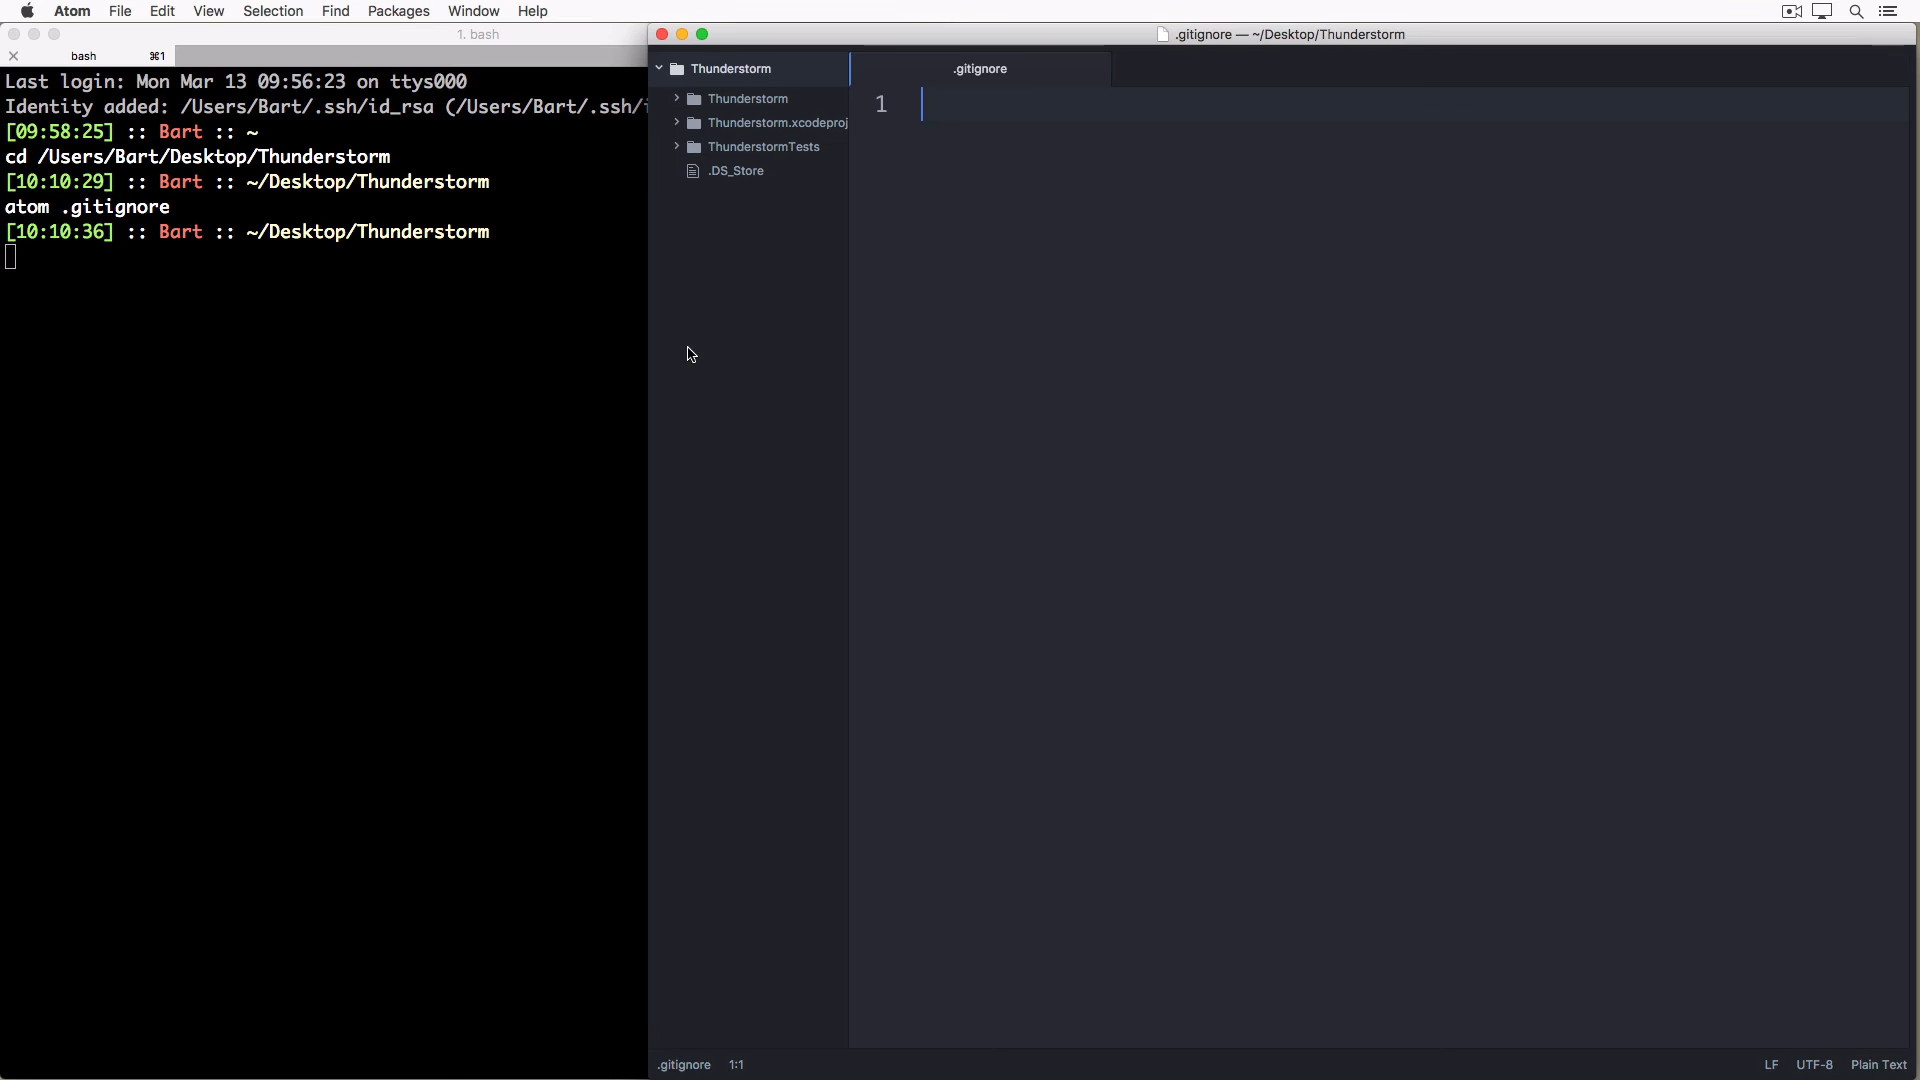 Atom File Edit View Selection Find Packages Window Help
1. bash
bash ⌘1
Last login: Mon Mar 13 09:56:23 on ttys000
Identity added: /Users/Bart/.ssh/id_rsa (/Users/Bart/.ssh/i
[09:58:25] :: Bart :: ~
cd /Users/Bart/Desktop/Thunderstorm
[10:10:29] :: Bart :: ~/Desktop/Thunderstorm
atom .gitignore
[10:10:36] :: Bart :: ~/Desktop/Thunderstorm
.gitignore — ~/Desktop/Thunderstorm
Thunderstorm
Thunderstorm
Thunderstorm.xcodeproj
ThunderstormTests
.DS_Store
.gitignore
1
.gitignore 1:1
LF UTF-8 Plain Text